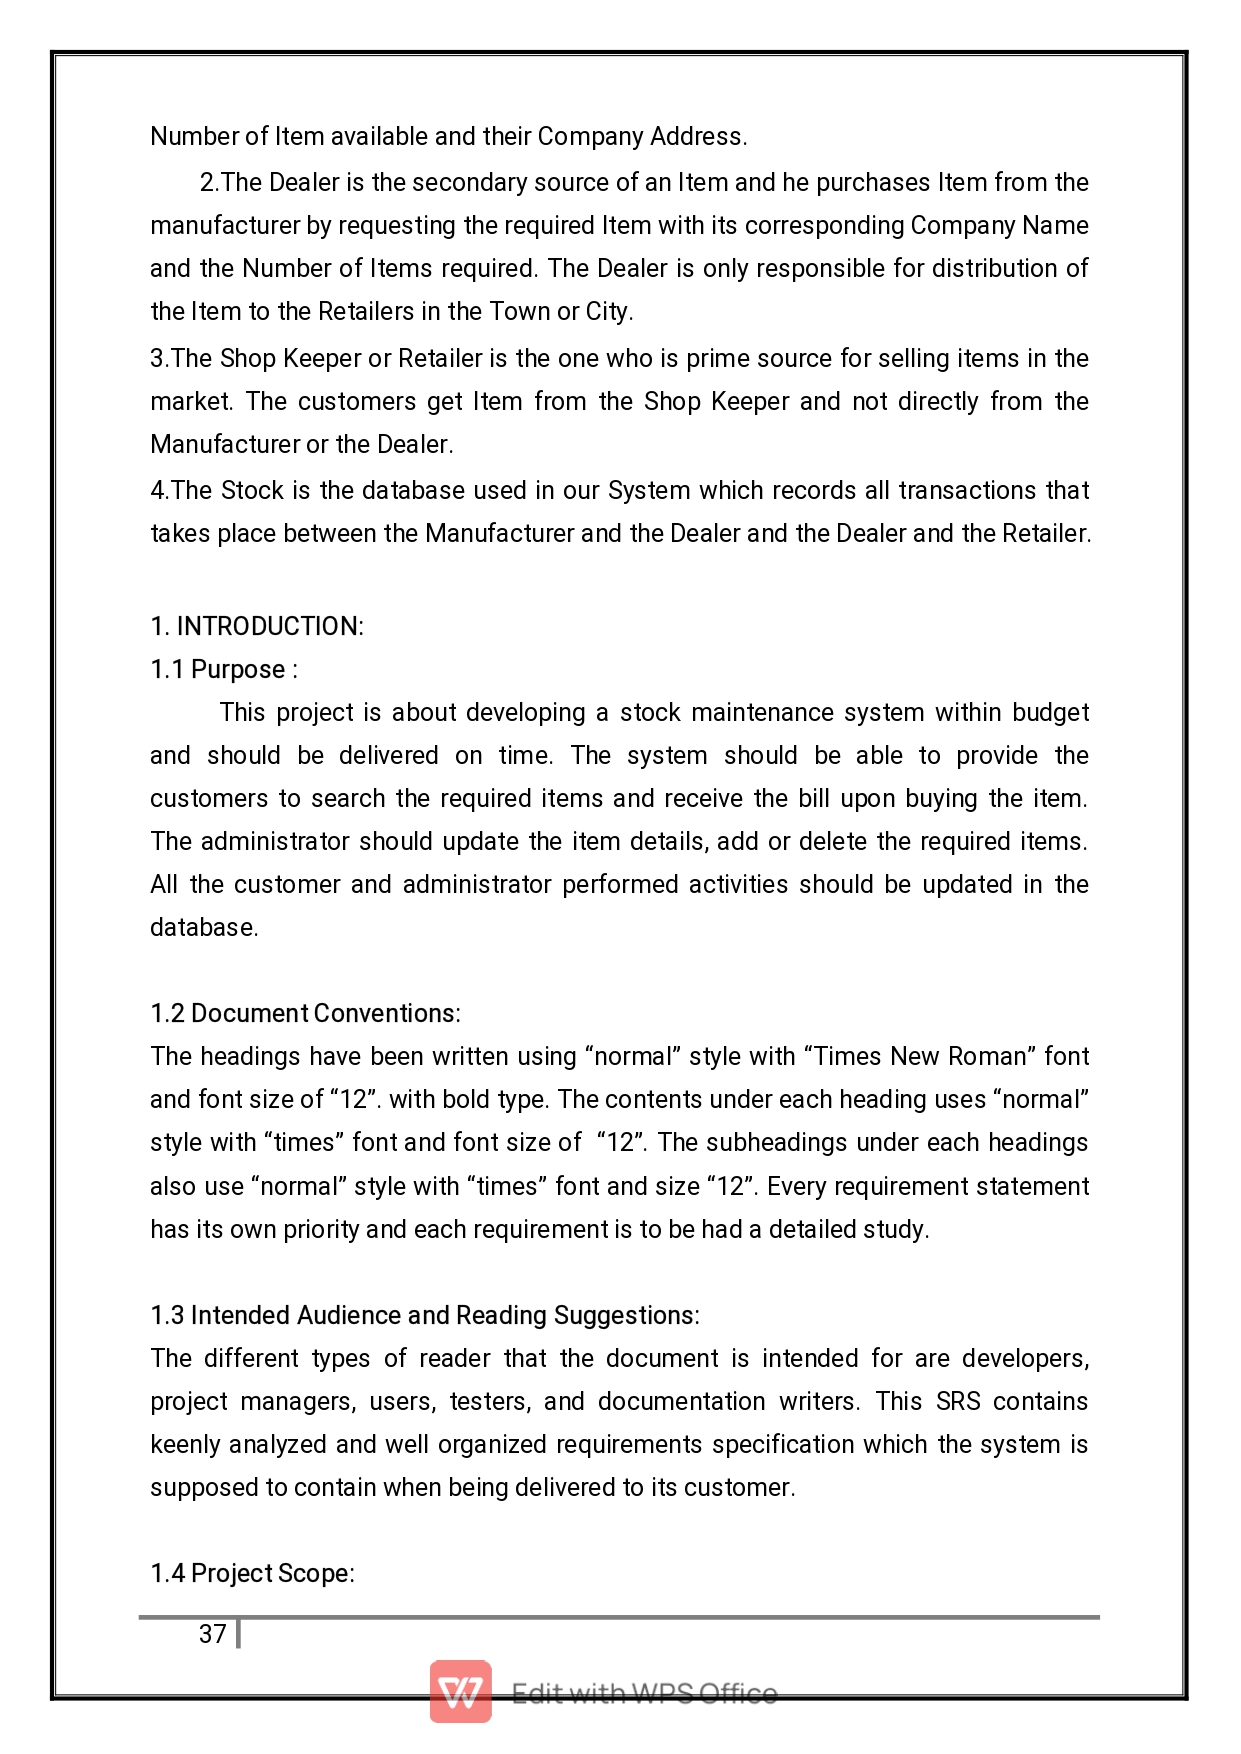 Number of Item available and their Company Address.
2.The Dealer is the secondary source of an Item and he purchases Item from the
manufacturer by requesting the required Item with its corresponding Company Name
and the Number of Items required. The Dealer is only responsible for distribution of
the Item to the Retailers in the Town or City.
3.The Shop Keeper or Retailer is the one who is prime source for selling items in the
market. The customers get Item from the Shop Keeper and not directly from the
Manufacturer or the Dealer.
4.The Stock is the database used in our System which records all transactions that
takes place between the Manufacturer and the Dealer and the Dealer and the Retailer.
1. INTRODUCTION:
1.1 Purpose :
This project is about developing a stock maintenance system within budget
and should be delivered on time. The system should be able to provide the
customers to search the required items and receive the bill upon buying the item.
The administrator should update the item details, add or delete the required items.
All the customer and administrator performed activities should be updated in the
database.
1.2 Document Conventions:
The headings have been written using “normal” style with “Times New Roman” font
and font size of “12”. with bold type. The contents under each heading uses “normal”
style with “times” font and font size of “12”. The subheadings under each headings
also use “normal” style with “times” font and size “12”. Every requirement statement
has its own priority and each requirement is to be had a detailed study.
1.3 Intended Audience and Reading Suggestions:
The different types of reader that the document is intended for are developers,
project managers, users, testers, and documentation writers. This SRS contains
keenly analyzed and well organized requirements specification which the system is
supposed to contain when being delivered to its customer.
1.4 Project Scope:
37
Edit with WPS Office